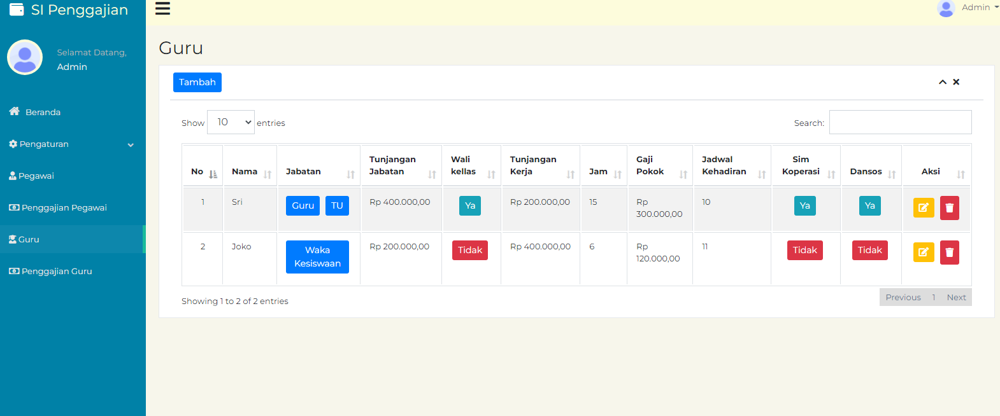 SI Penggajian
Admin
Selamat Datang,
Admin
Beranda
Pengaturan
Pegawai
Penggajian Pegawai
Guru
Penggajian Guru
Guru
Tambah
Show 10 entries
Search:
No Nama Jabatan Tunjangan Jabatan Wali kellas Tunjangan Kerja Jam Gaji Pokok Jadwal Kehadiran Sim Koperasi Dansos Aksi
1 Sri Guru TU Rp 400.000,00 Ya Rp 200.000,00 15 Rp 300.000,00 10 Ya Ya
2 Joko Waka Kesiswaan Rp 200.000,00 Tidak Rp 400.000,00 6 Rp 120.000,00 11 Tidak Tidak
Showing 1 to 2 of 2 entries
Previous 1 Next